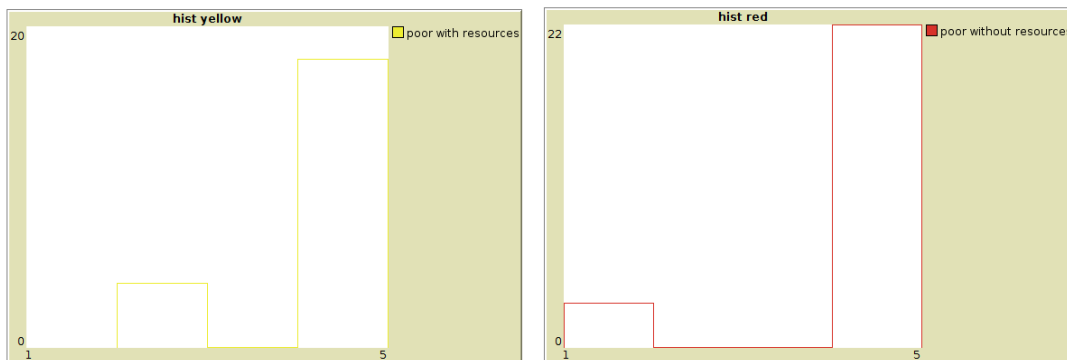 hist yellow
20
0
1
5
poor with resources
hist red
22
0
1
5
poor without resources